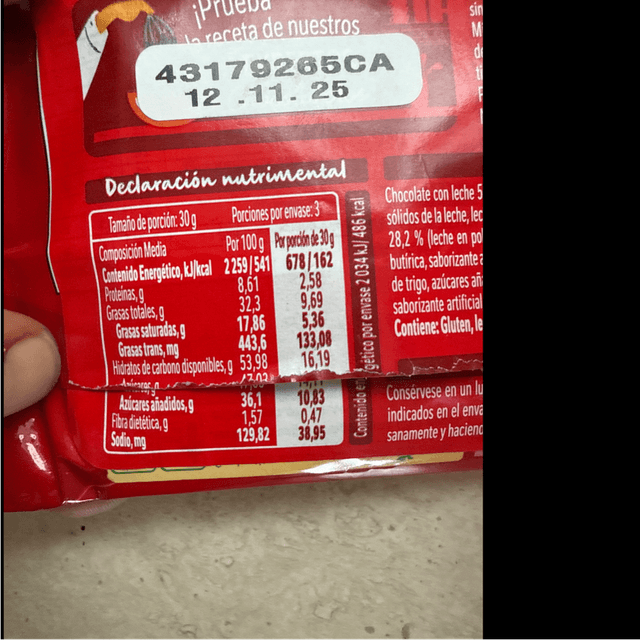 ¡Prueba
la receta de nuestros
43179265CA
12 .11. 25
Declaración nutrimental
Tamaño de porción: 30 g Porciones por envase: 3
Composición Media Por 100 g Por porción de 30 g
Contenido Energético, kJ/kcal 2 259 / 541 678 / 162
Proteínas, g 8,61 2,58
Grasas totales, g 32,3 9,69
Grasas saturadas, g 17,86 5,36
Grasas trans, mg 443,6 133,08
Hidratos de carbono disponibles, g 53,98 16,19
Azúcares añadidos, g 36,1 10,83
Fibra dietética, g 1,57 0,47
Sodio, mg 129,82 38,95
gético por envase 2 034 kJ/ 486 kcal
Contenido
Chocolate con leche 5
sólidos de la leche, lec
28,2 % (leche en po
butírica, saborizante a
de trigo, azúcares aña
saborizante artificial
Contiene: Gluten, le
Consérvese en un lu
indicados en el enva
sanamente y haciend